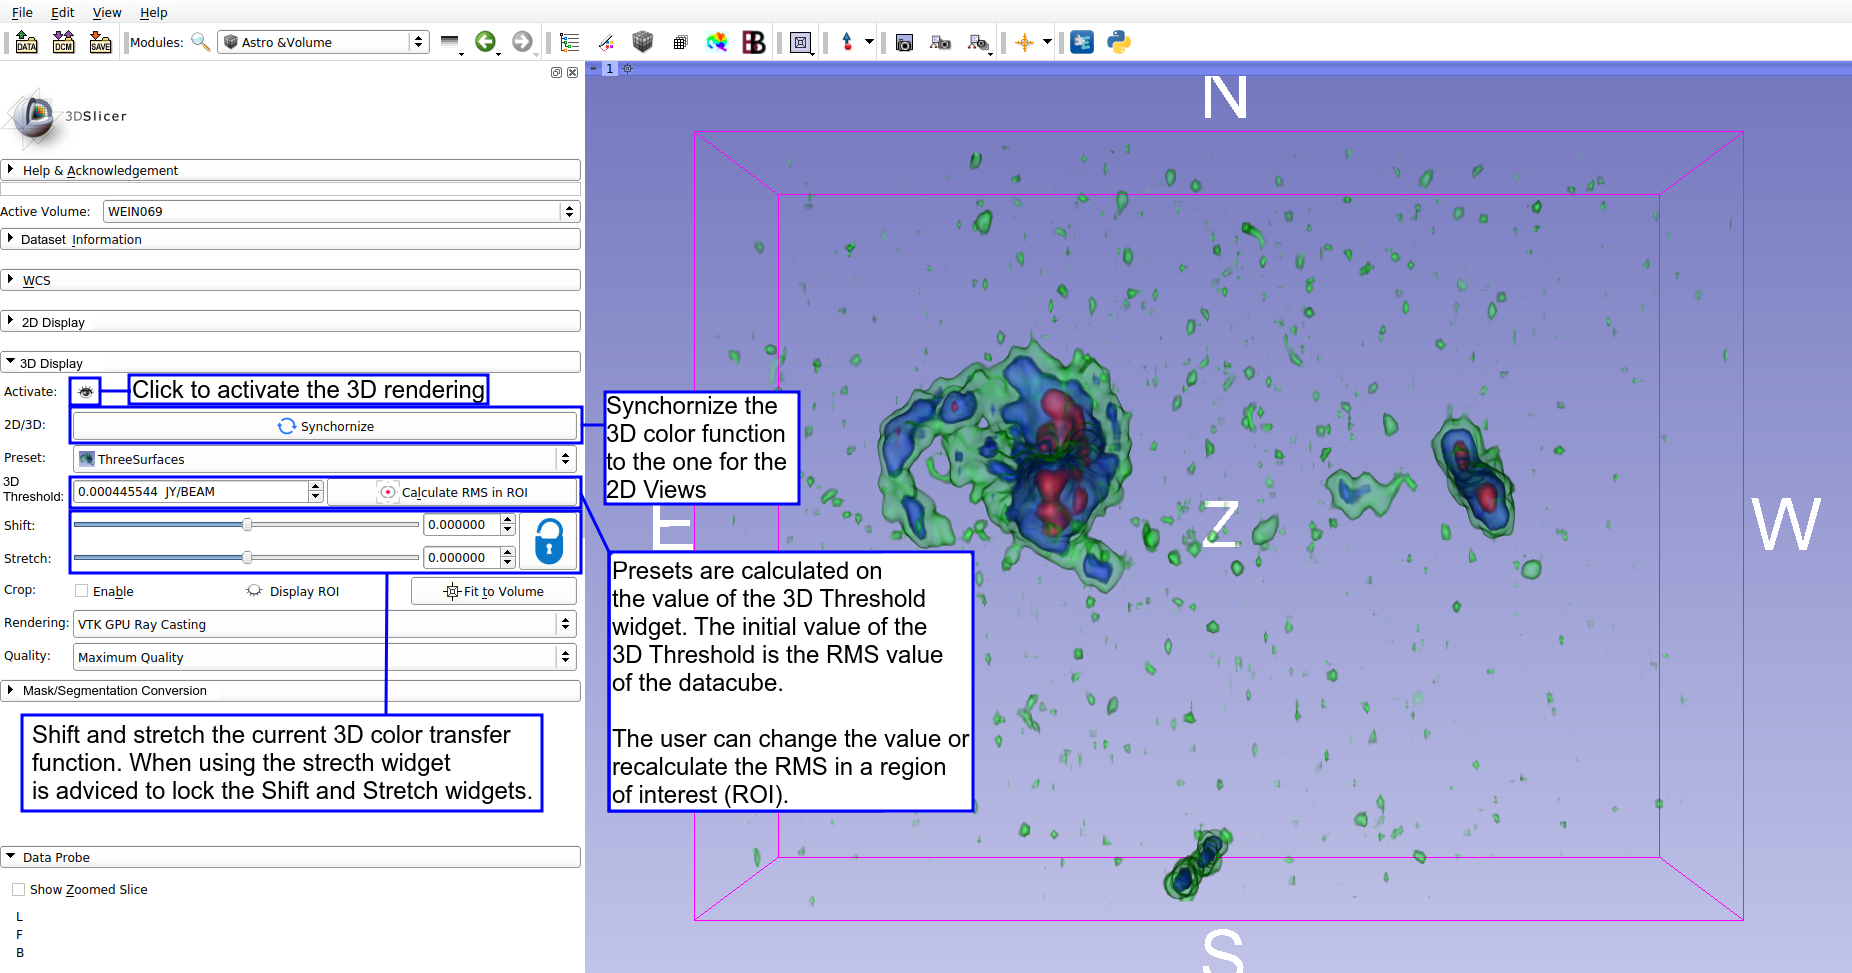 File Edit View Help
DATA DCM SAVE Modules: Astro &Volume
1
3DSlicer
Help & Acknowledgement
Active Volume: WEIN069
Dataset Information
WCS
2D Display
3D Display
Activate: Click to activate the 3D rendering
2D/3D: Synchornize
Preset: ThreeSurfaces
3D
Threshold: 0.000445544 JY/BEAM Calculate RMS in ROI
Shift: 0.000000
Stretch: 0.000000
Crop: Enable Display ROI Fit to Volume
Rendering: VTK GPU Ray Casting
Quality: Maximum Quality
Mask/Segmentation Conversion
Shift and stretch the current 3D color transfer
function. When using the strecth widget
is adviced to lock the Shift and Stretch widgets.
Data Probe
Show Zoomed Slice
L
F
B
Synchornize the
3D color function
to the one for the
2D Views
Presets are calculated on
the value of the 3D Threshold
widget. The initial value of the
3D Threshold is the RMS value
of the datacube.
The user can change the value or
recalculate the RMS in a region
of interest (ROI).
N
E
Z
W
S